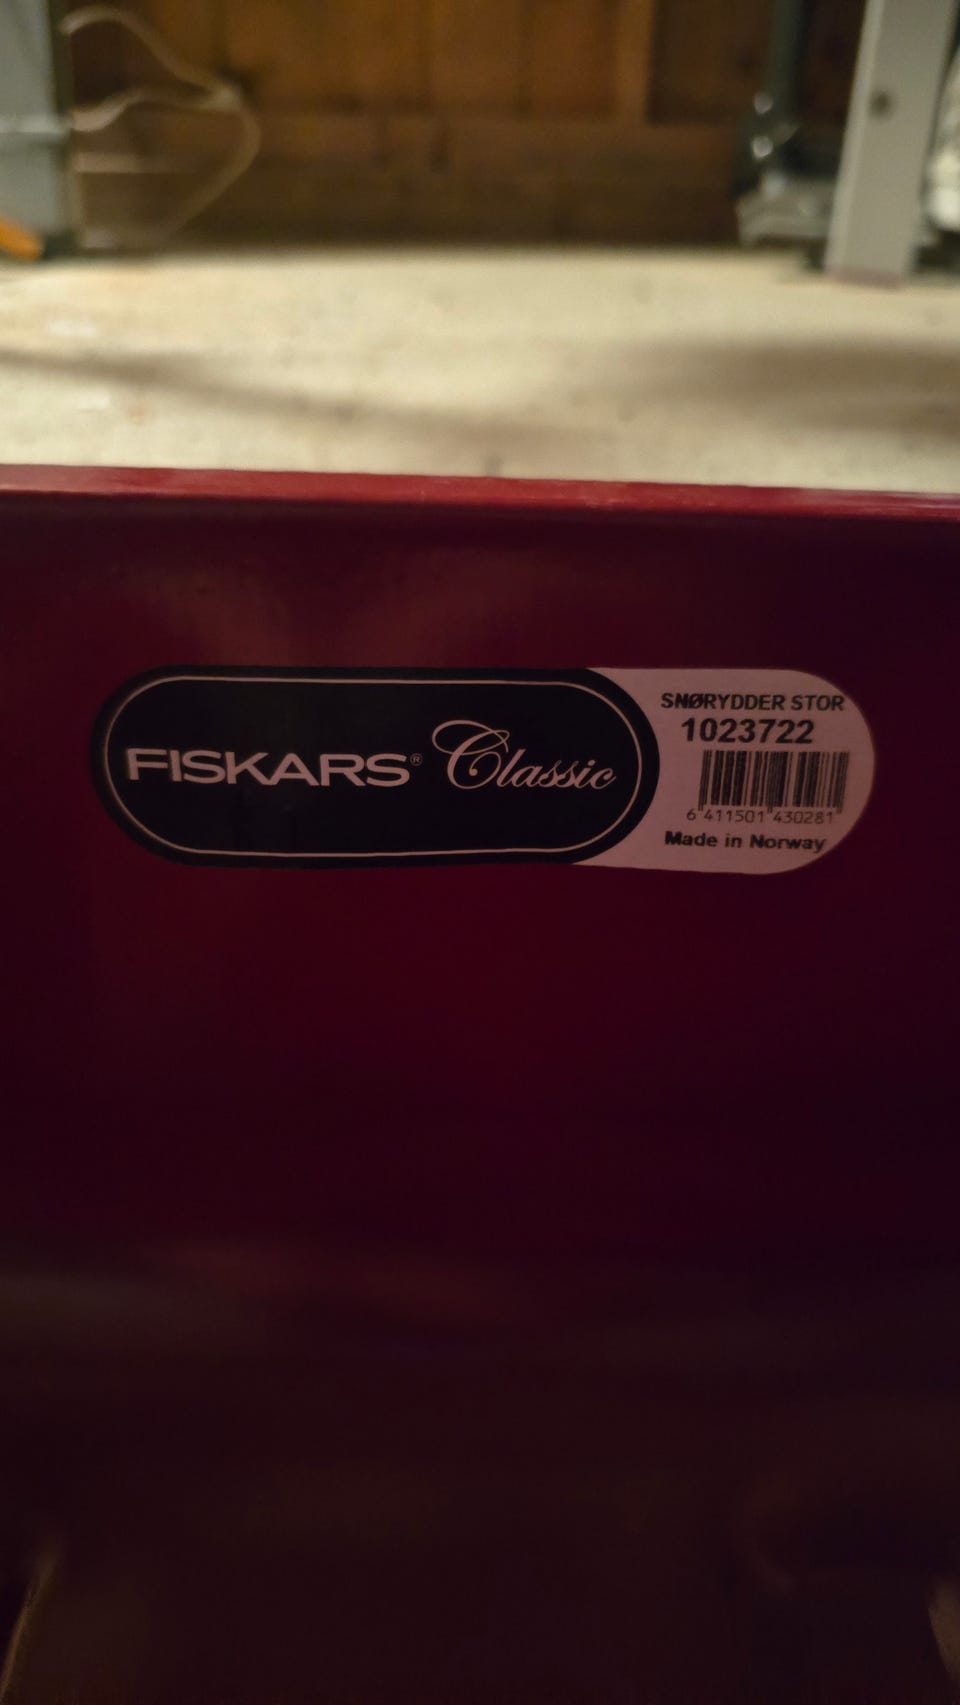 FISKARS® Classic
SNØRYDDER STOR
1023722
6 411501 430281
Made in Norway